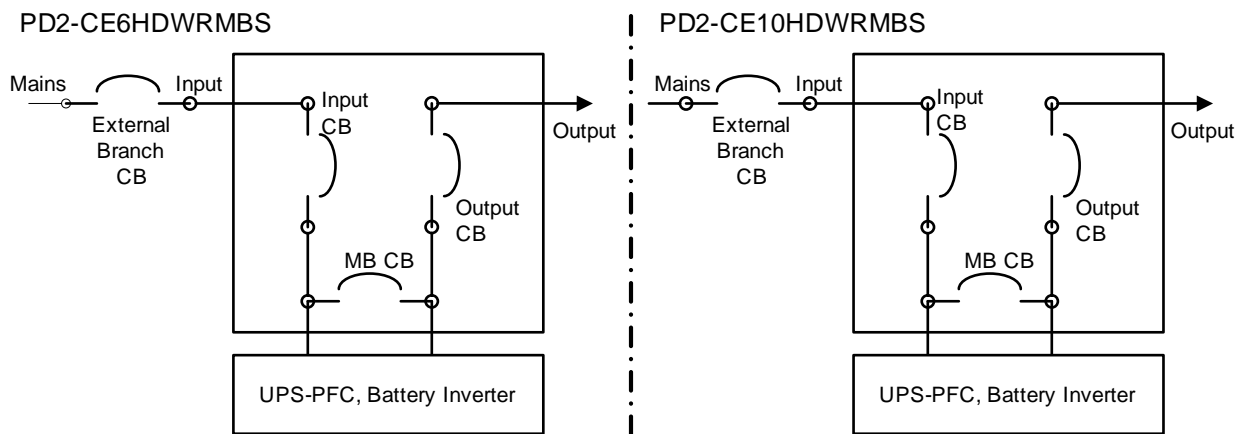 PD2-CE6HDWRMBS
Mains
Input
External
Branch
CB
Input
CB
Output
CB
Output
MB CB
UPS-PFC, Battery Inverter
PD2-CE10HDWRMBS
Mains
Input
External
Branch
CB
Input
CB
Output
CB
Output
MB CB
UPS-PFC, Battery Inverter